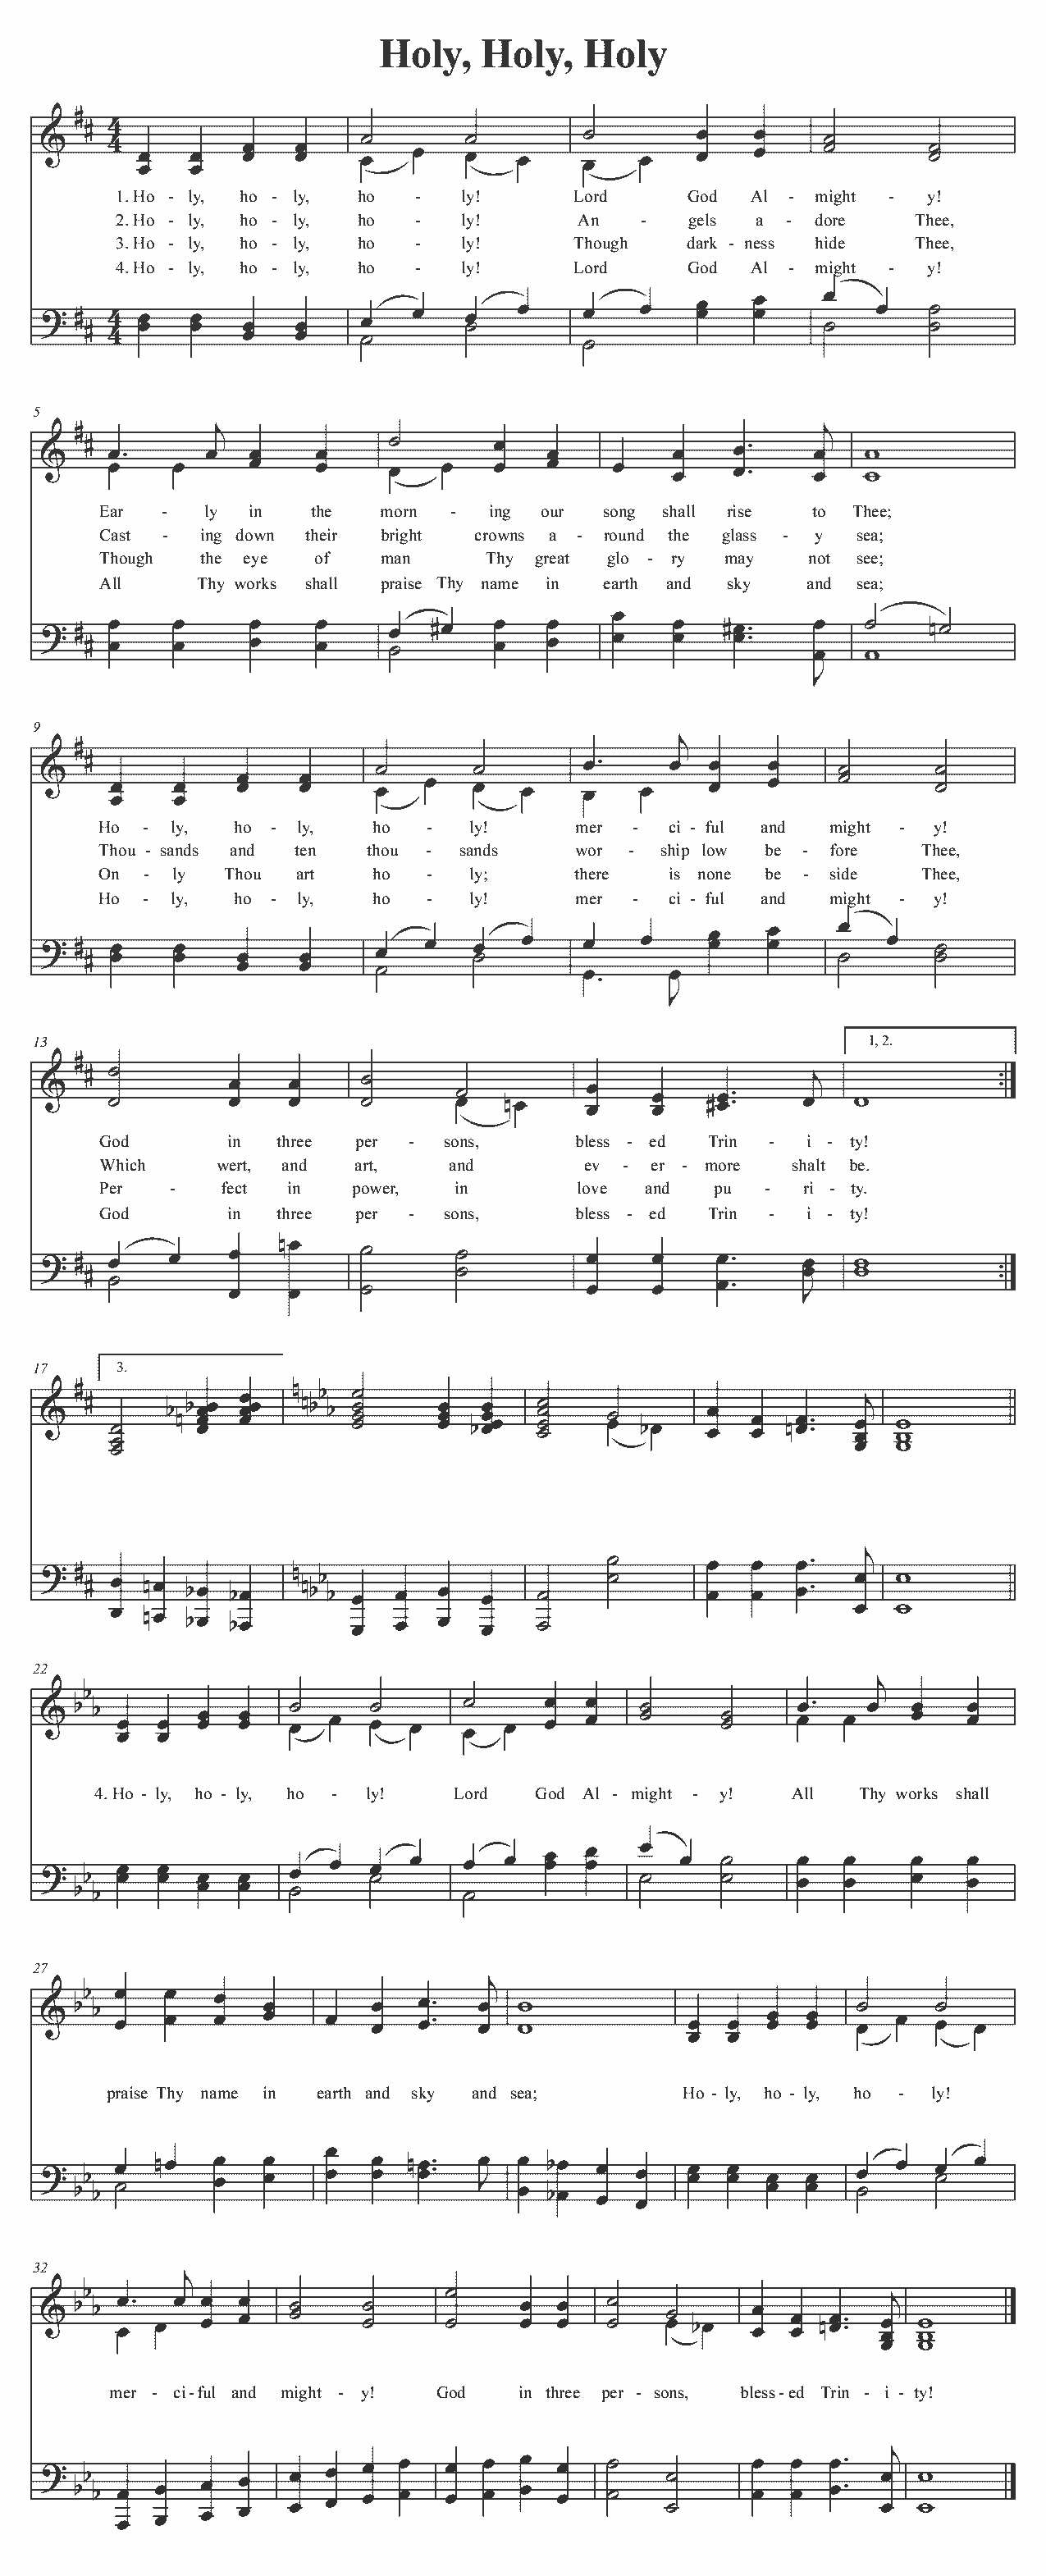 Holy, Holy, Holy
1. Ho - ly, ho - ly, ho - ly! Lord God Al - might - y!
2. Ho - ly, ho - ly, ho - ly! An - gels a - dore Thee,
3. Ho - ly, ho - ly, ho - ly! Though dark - ness hide Thee,
4. Ho - ly, ho - ly, ho - ly! Lord God Al - might - y!
5
Ear - ly in the morn - ing our song shall rise to Thee;
Cast - ing down their bright crowns a - round the glass - y sea;
Though the eye of man Thy great glo - ry may not see;
All Thy works shall praise Thy name in earth and sky and sea;
9
Ho - ly, ho - ly, ho - ly! mer - ci - ful and might - y!
Thou - sands and ten thou - sands wor - ship low be - fore Thee,
On - ly Thou art ho - ly; there is none be - side Thee,
Ho - ly, ho - ly, ho - ly! mer - ci - ful and might - y!
13 1, 2.
God in three per - sons, bless - ed Trin - i - ty!
Which wert, and art, and ev - er - more shalt be.
Per - fect in power, in love and pu - ri - ty.
God in three per - sons, bless - ed Trin - i - ty!
17 3.
22
4. Ho - ly, ho - ly, ho - ly! Lord God Al - might - y! All Thy works shall
27
praise Thy name in earth and sky and sea; Ho - ly, ho - ly, ho - ly!
32
mer - ci - ful and might - y! God in three per - sons, bless - ed Trin - i - ty!